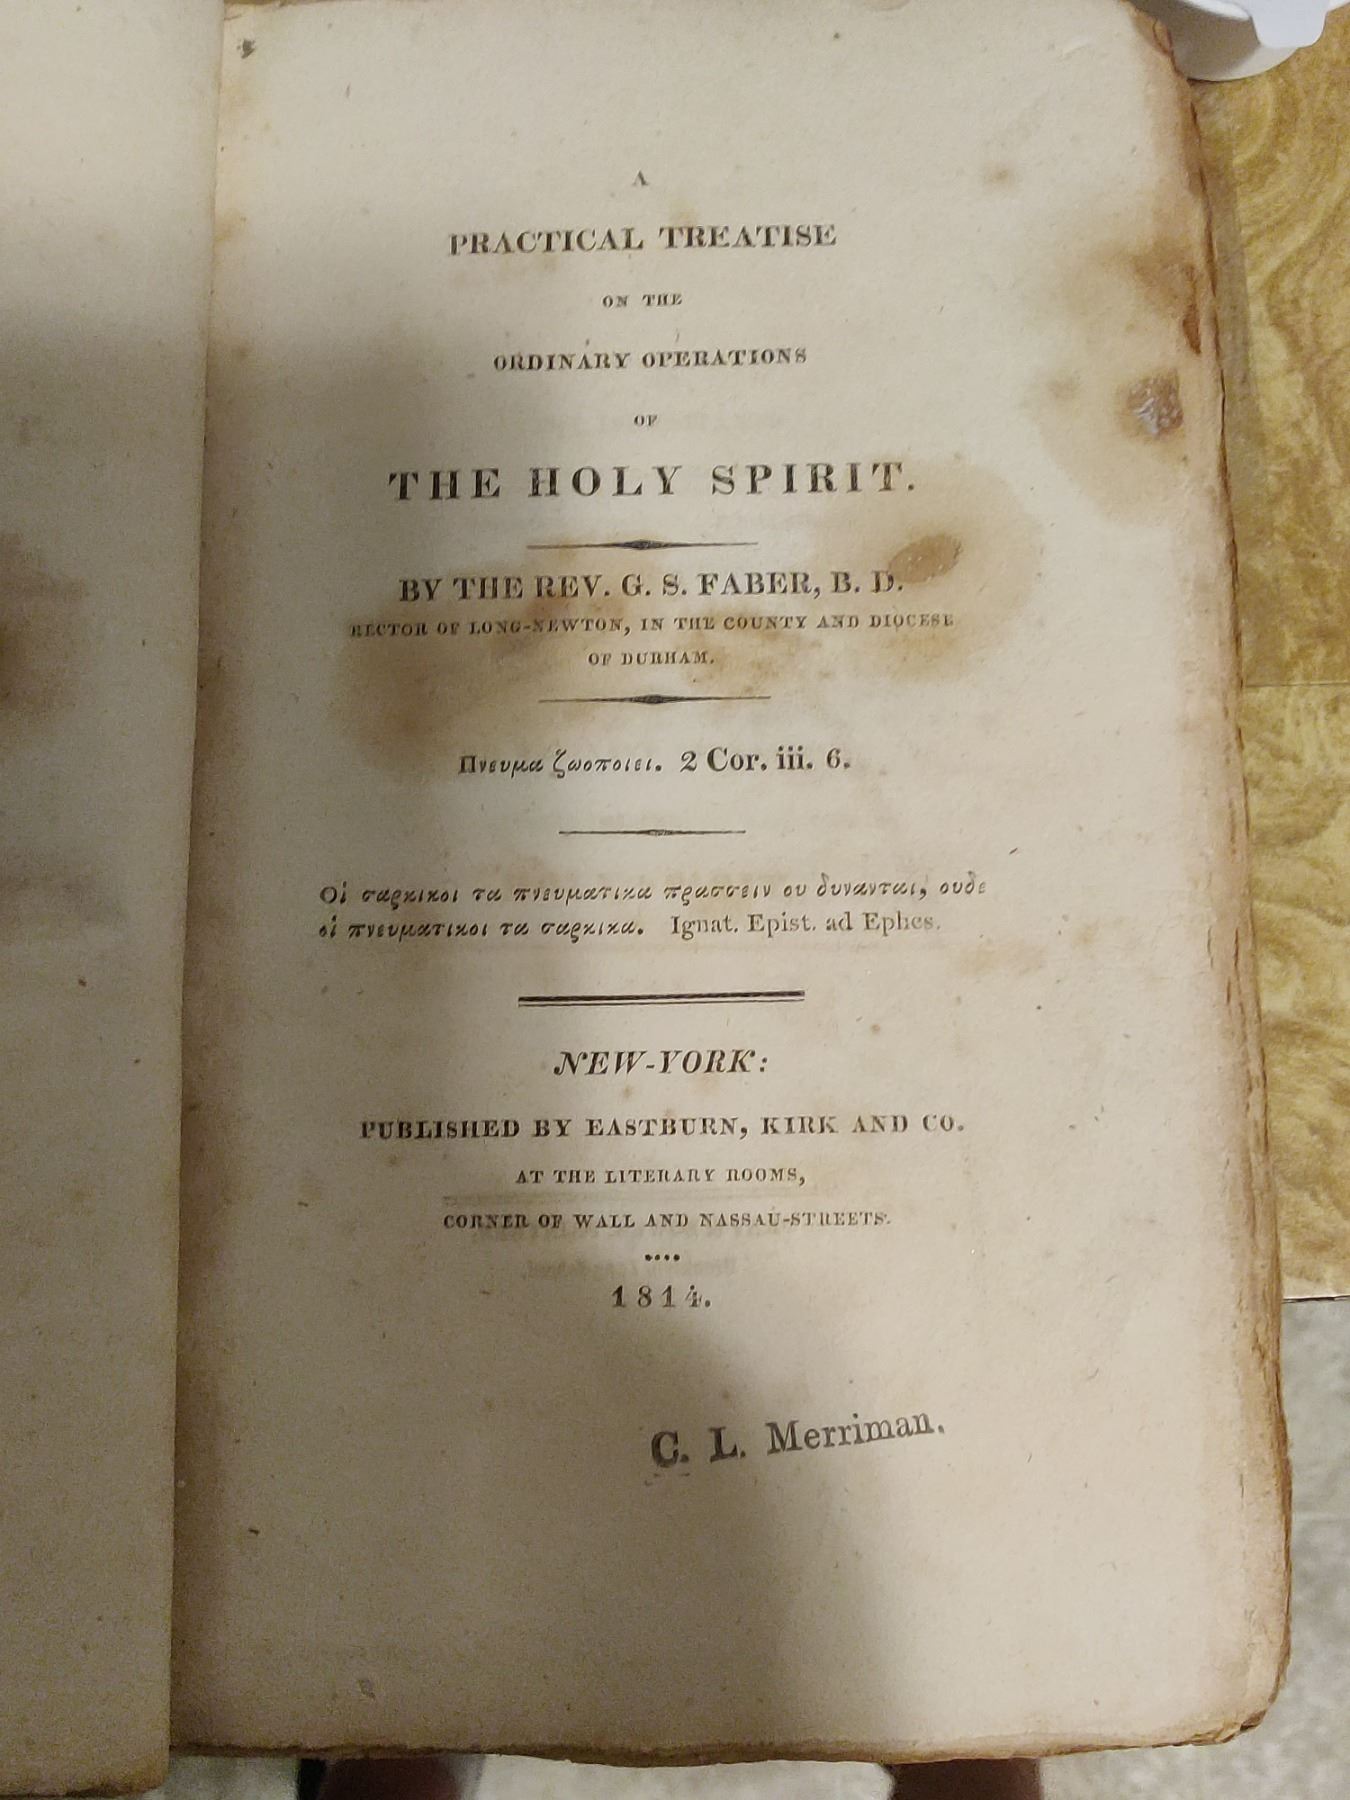 A
PRACTICAL TREATISE
ON THE
ORDINARY OPERATIONS
OF
THE HOLY SPIRIT.
BY THE REV. G. S. FABER, B. D.
RECTOR OF LONG-NEWTON, IN THE COUNTY AND DIOCESE
OF DURHAM.
Πνευμα ζωοποιει. 2 Cor. iii. 6.
Οἱ σαρκικοι τα πνευματικα πρασσειν ου δυνανται, ουδε
οἱ πνευματικοι τα σαρκικα. Ignat. Epist. ad Ephes.
NEW-YORK:
PUBLISHED BY EASTBURN, KIRK AND CO.
AT THE LITERARY ROOMS,
CORNER OF WALL AND NASSAU-STREETS.
....
1814.
C. L. Merriman.